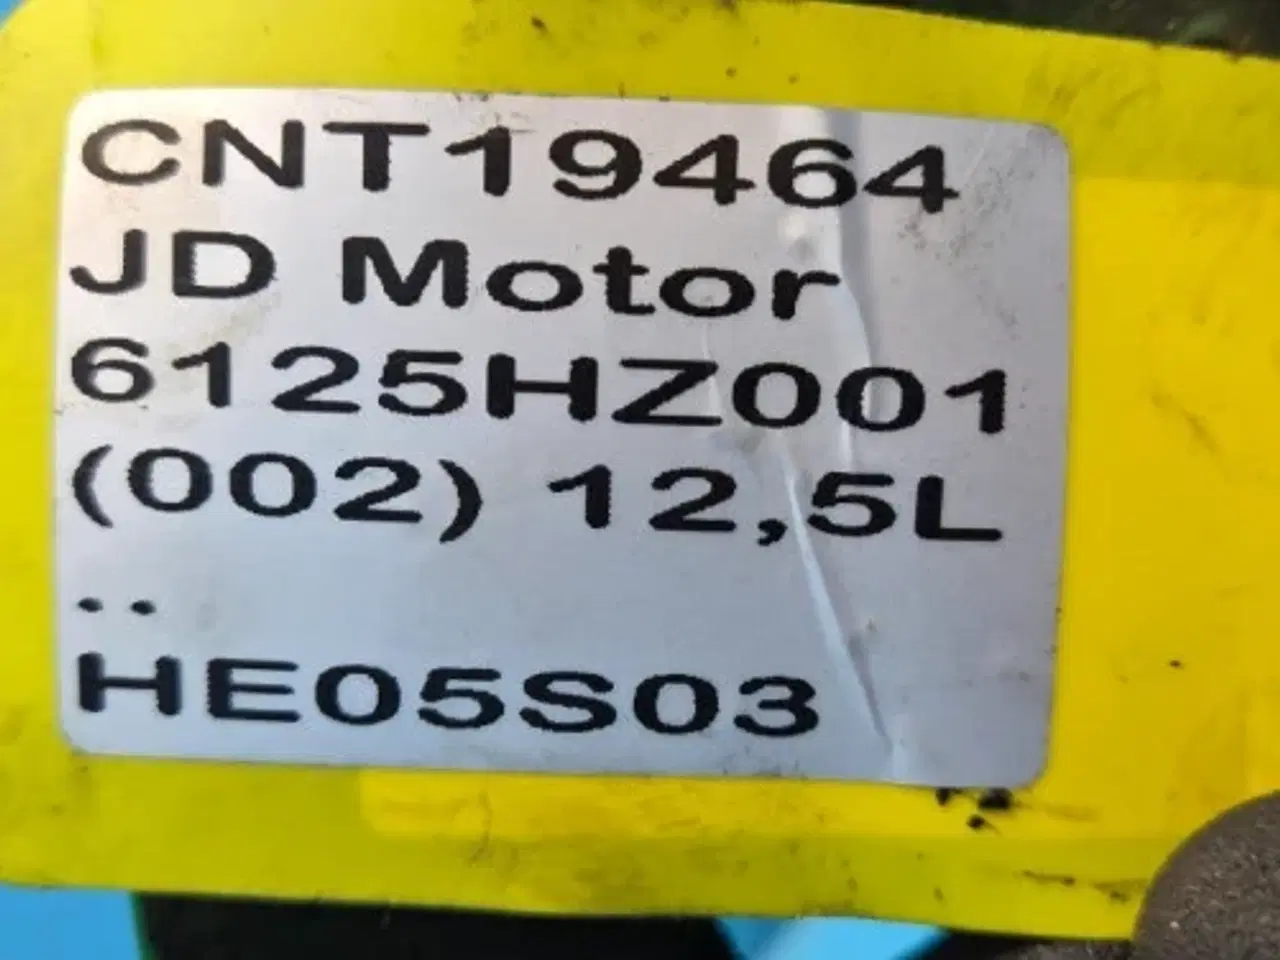 CNT19464
JD Motor
6125HZ001
(002) 12,5L
..
HE05S03